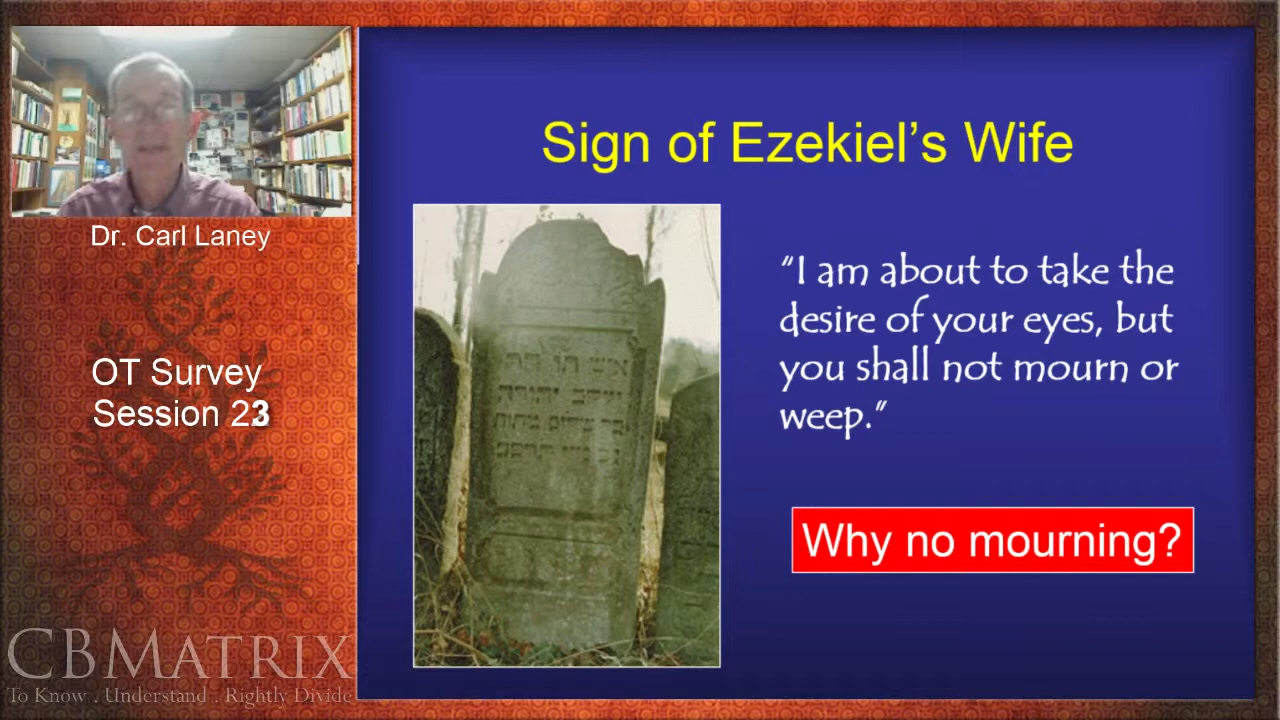 Dr. Carl Laney
OT Survey
Session 23
CBMATRIX
To Know . Understand . Rightly Divide
Sign of Ezekiel’s Wife
“I am about to take the
desire of your eyes, but
you shall not mourn or
weep.”
Why no mourning?